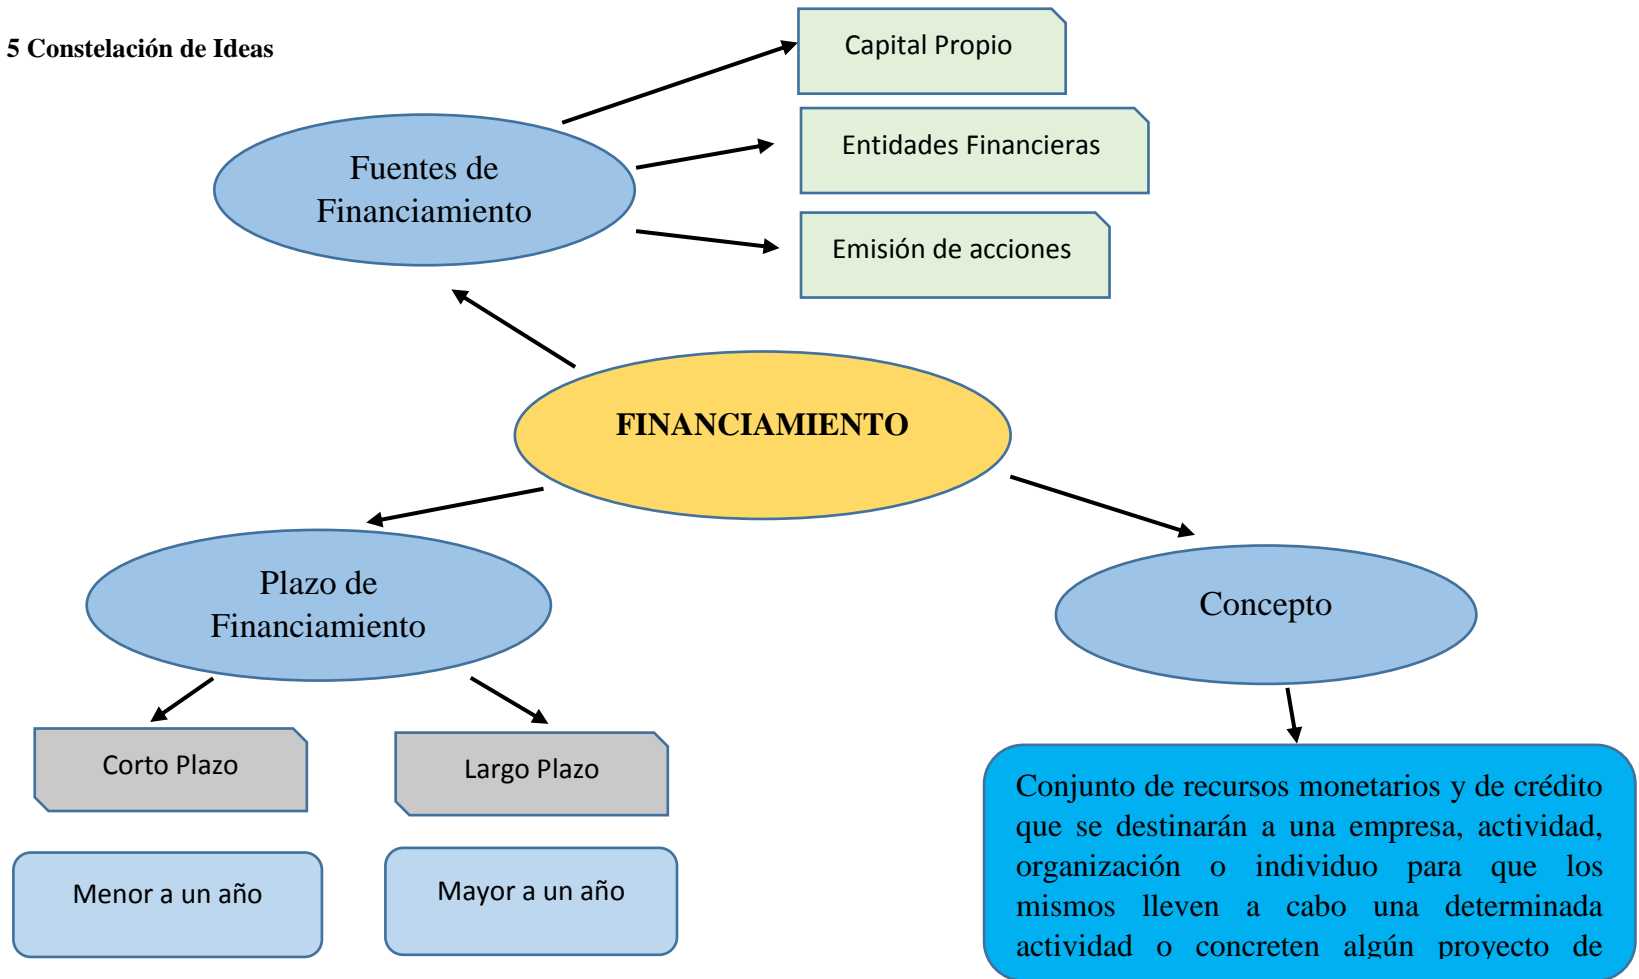 5 Constelación de Ideas
Capital Propio
Entidades Financieras
Emisión de acciones
Fuentes de
Financiamiento
FINANCIAMIENTO
Plazo de
Financiamiento
Concepto
Corto Plazo
Largo Plazo
Menor a un año
Mayor a un año
Conjunto de recursos monetarios y de crédito
que se destinarán a una empresa, actividad,
organización o individuo para que los
mismos lleven a cabo una determinada
actividad o concreten algún proyecto de